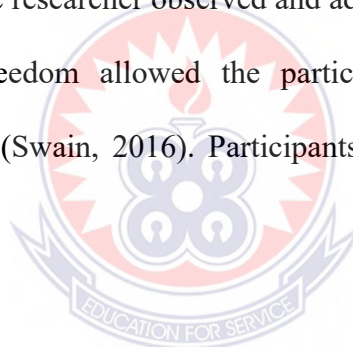 researcher observed and
eedom allowed the partic
(Swain, 2016). Participants
EDUCATION FOR SERVICE